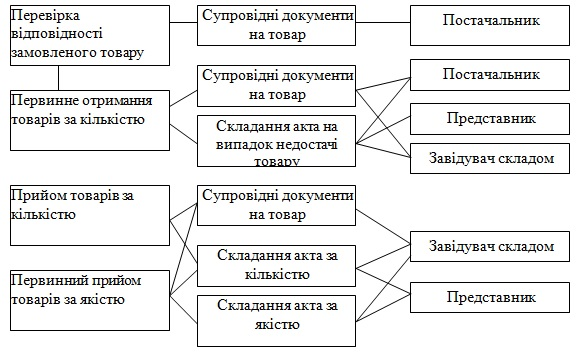 Перевірка
відповідності
замовленого товару
Супровідні документи
на товар
Постачальник
Первинне отримання
товарів за кількістю
Супровідні документи
на товар
Складання акта на
випадок недостачі
товару
Постачальник
Представник
Завідувач складом
Прийом товарів за
кількістю
Первинний прийом
товарів за якістю
Супровідні документи
на товар
Складання акта за
кількістю
Складання акта за
якістю
Завідувач складом
Представник